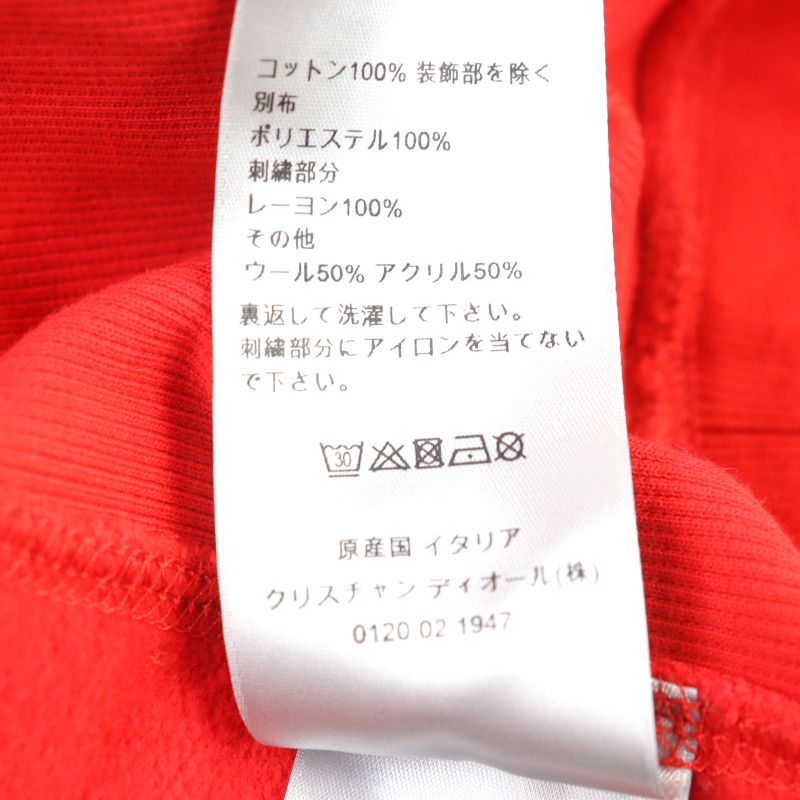 コットン100% 装飾部を除く
別布
ポリエステル100%
刺繍部分
レーヨン100%
その他
ウール50% アクリル50%
裏返して洗濯して下さい。
刺繍部分にアイロンを当てない
で下さい。
30
原産国 イタリア
クリスチャン ディオール(株)
0120 02 1947